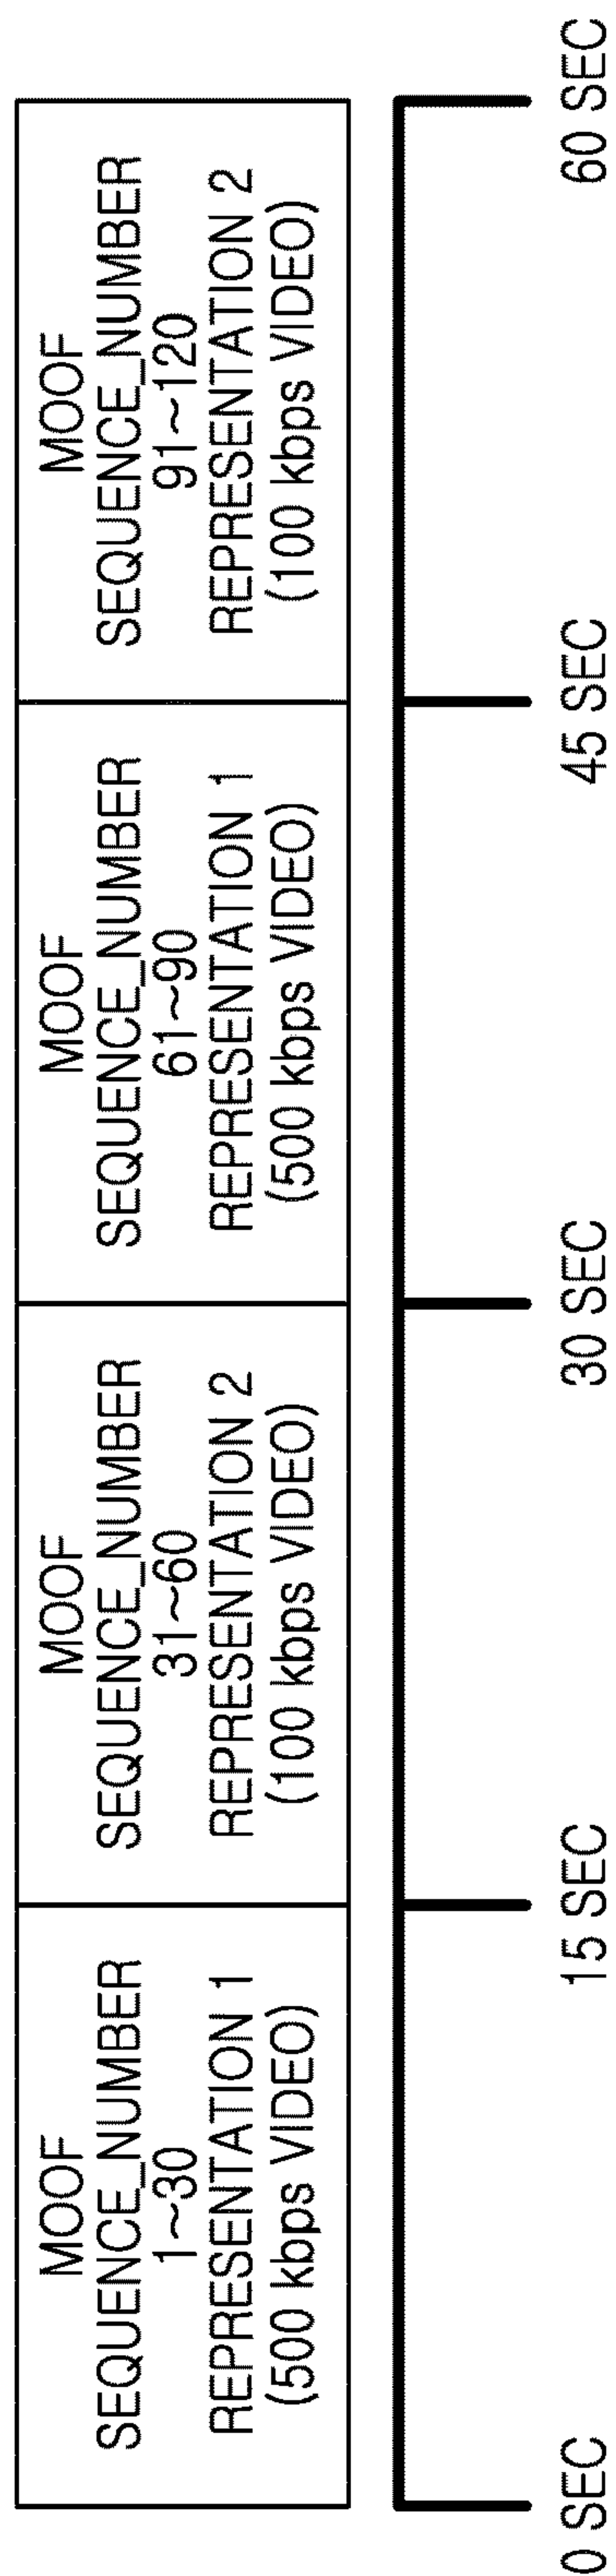 MOOF
SEQUENCE_NUMBER
1~30
REPRESENTATION 1
(500 kbps VIDEO)
MOOF
SEQUENCE_NUMBER
31~60
REPRESENTATION 2
(100 kbps VIDEO)
MOOF
SEQUENCE_NUMBER
61~90
REPRESENTATION 1
(500 kbps VIDEO)
MOOF
SEQUENCE_NUMBER
91~120
REPRESENTATION 2
(100 kbps VIDEO)
0 SEC
15 SEC
30 SEC
45 SEC
60 SEC